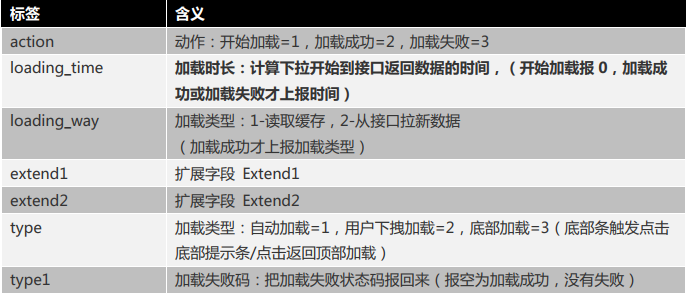 标签 含义
action 动作：开始加载=1，加载成功=2，加载失败=3
loading_time 加载时长：计算下拉开始到接口返回数据的时间，（开始加载报 0，加载成
功或加载失败才上报时间）
loading_way 加载类型：1-读取缓存，2-从接口拉新数据
（加载成功才上报加载类型）
extend1 扩展字段 Extend1
extend2 扩展字段 Extend2
type 加载类型：自动加载=1，用户下拽加载=2，底部加载=3（底部条触发点击
底部提示条/点击返回顶部加载）
type1 加载失败码：把加载失败状态码报回来（报空为加载成功，没有失败）